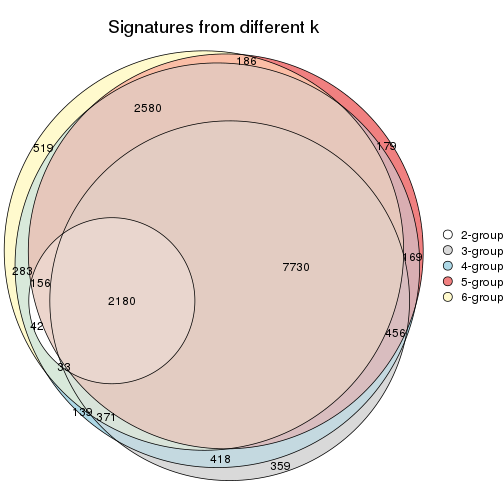 Signatures from different k
186
2580
519
179
169
7730
283
156
2180
42
456
33
139
371
418
359
2-group
3-group
4-group
5-group
6-group